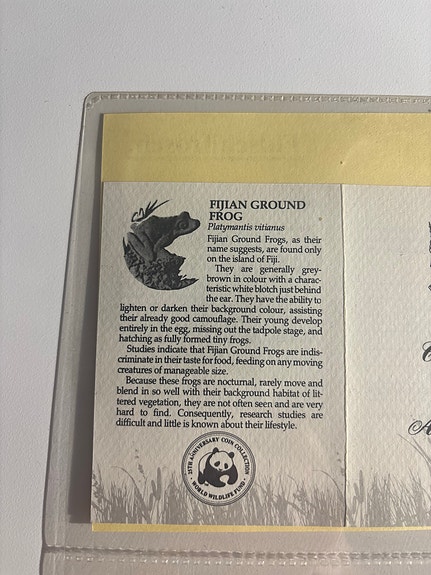 FIJIAN GROUND
FROG
Platymantis vitianus
Fijian Ground Frogs, as their
name suggests, are found only
on the island of Fiji.
They are generally grey-
brown in colour with a charac-
teristic white blotch just behind
the ear. They have the ability to
lighten or darken their background colour, assisting
their already good camouflage. Their young develop
entirely in the egg, missing out the tadpole stage, and
hatching as fully formed tiny frogs.
Studies indicate that Fijian Ground Frogs are indis-
criminate in their taste for food, feeding on any moving
creatures of manageable size.
Because these frogs are nocturnal, rarely move and
blend in so well with their background habitat of lit-
tered vegetation, they are not often seen and are very
hard to find. Consequently, research studies are
difficult and little is known about their lifestyle.
25TH ANNIVERSARY COIN COLLECTION
WORLD WILDLIFE FUND